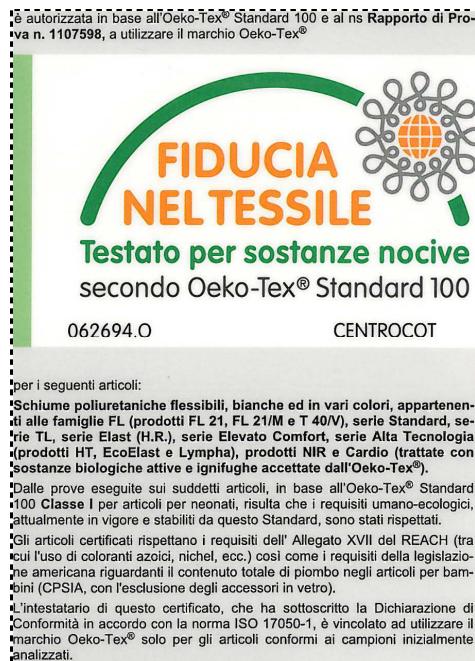 è autorizzata in base all'Oeko-Tex® Standard 100 e al ns Rapporto di Pro-
va n. 1107598, a utilizzare il marchio Oeko-Tex®
FIDUCIA
NEL TESSILE
Testato per sostanze nocive
secondo Oeko-Tex® Standard 100
062694.O CENTROCOT
per i seguenti articoli:
Schiume poliuretaniche flessibili, bianche ed in vari colori, appartenen-
ti alle famiglie FL (prodotti FL 21, FL 21/M e T 40/V), serie Standard, se-
rie TL, serie Elast (H.R.), serie Elevato Comfort, serie Alta Tecnologia
(prodotti HT, EcoElast e Lympha), prodotti NIR e Cardio (trattate con
sostanze biologiche attive e ignifughe accettate dall'Oeko-Tex®).
Dalle prove eseguite sui suddetti articoli, in base all'Oeko-Tex® Standard
100 Classe I per articoli per neonati, risulta che i requisiti umano-ecologici,
attualmente in vigore e stabiliti da questo Standard, sono stati rispettati.
Gli articoli certificati rispettano i requisiti dell' Allegato XVII del REACH (tra
cui l'uso di coloranti azoici, nichel, ecc.) così come i requisiti della legislazio-
ne americana riguardanti il contenuto totale di piombo negli articoli per bam-
bini (CPSIA, con l'esclusione degli accessori in vetro).
L'intestatario di questo certificato, che ha sottoscritto la Dichiarazione di
Conformità in accordo con la norma ISO 17050-1, è vincolato ad utilizzare il
marchio Oeko-Tex® solo per gli articoli conformi ai campioni inizialmente
analizzati.